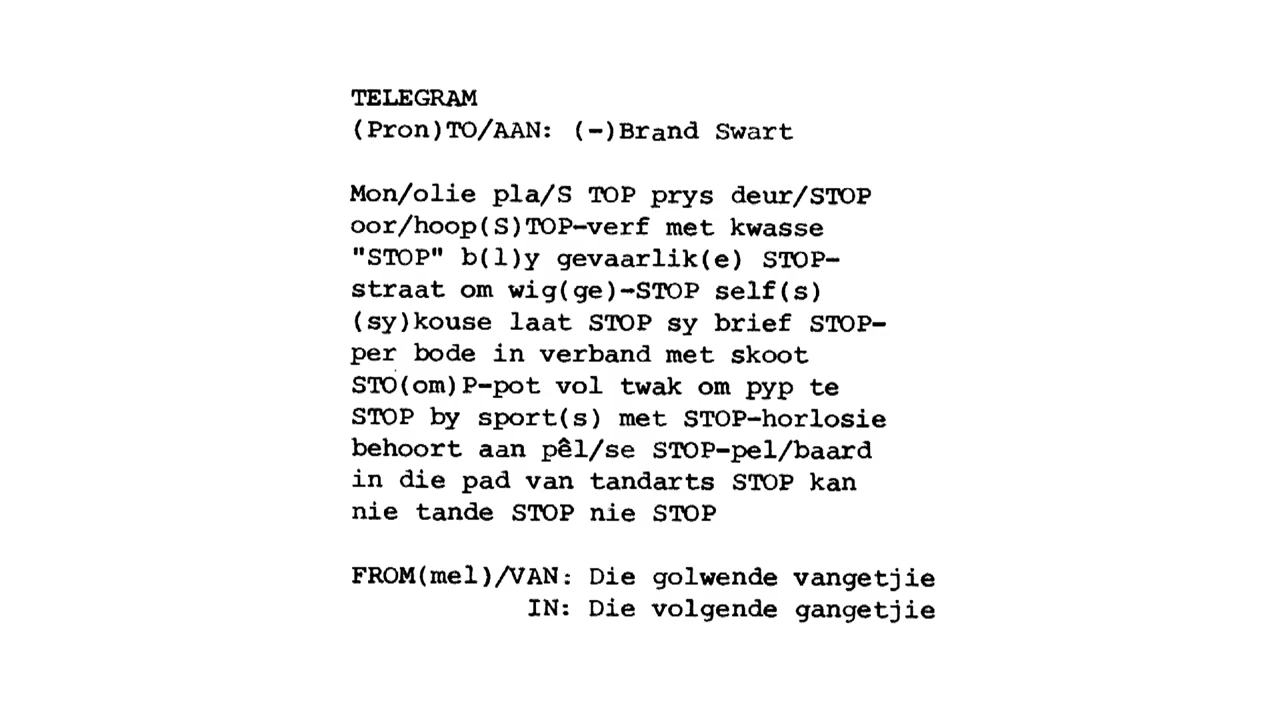 TELEGRAM
(Pron)TO/AAN: (-)Brand Swart
Mon/olie pla/S TOP prys deur/STOP
oor/hoop(S)TOP-verf met kwasse
"STOP" b(l)y gevaarlik(e) STOP-
straat om wig(ge)-STOP self(s)
(sy)kouse laat STOP sy brief STOP-
per bode in verband met skoot
STO(om)P-pot vol twak om pyp te
STOP by sport(s) met STOP-horlosie
behoort aan pêl/se STOP-pel/baard
in die pad van tandarts STOP kan
nie tande STOP nie STOP
FROM(mel)/VAN: Die golwende vangetjie
IN: Die volgende gangetjie